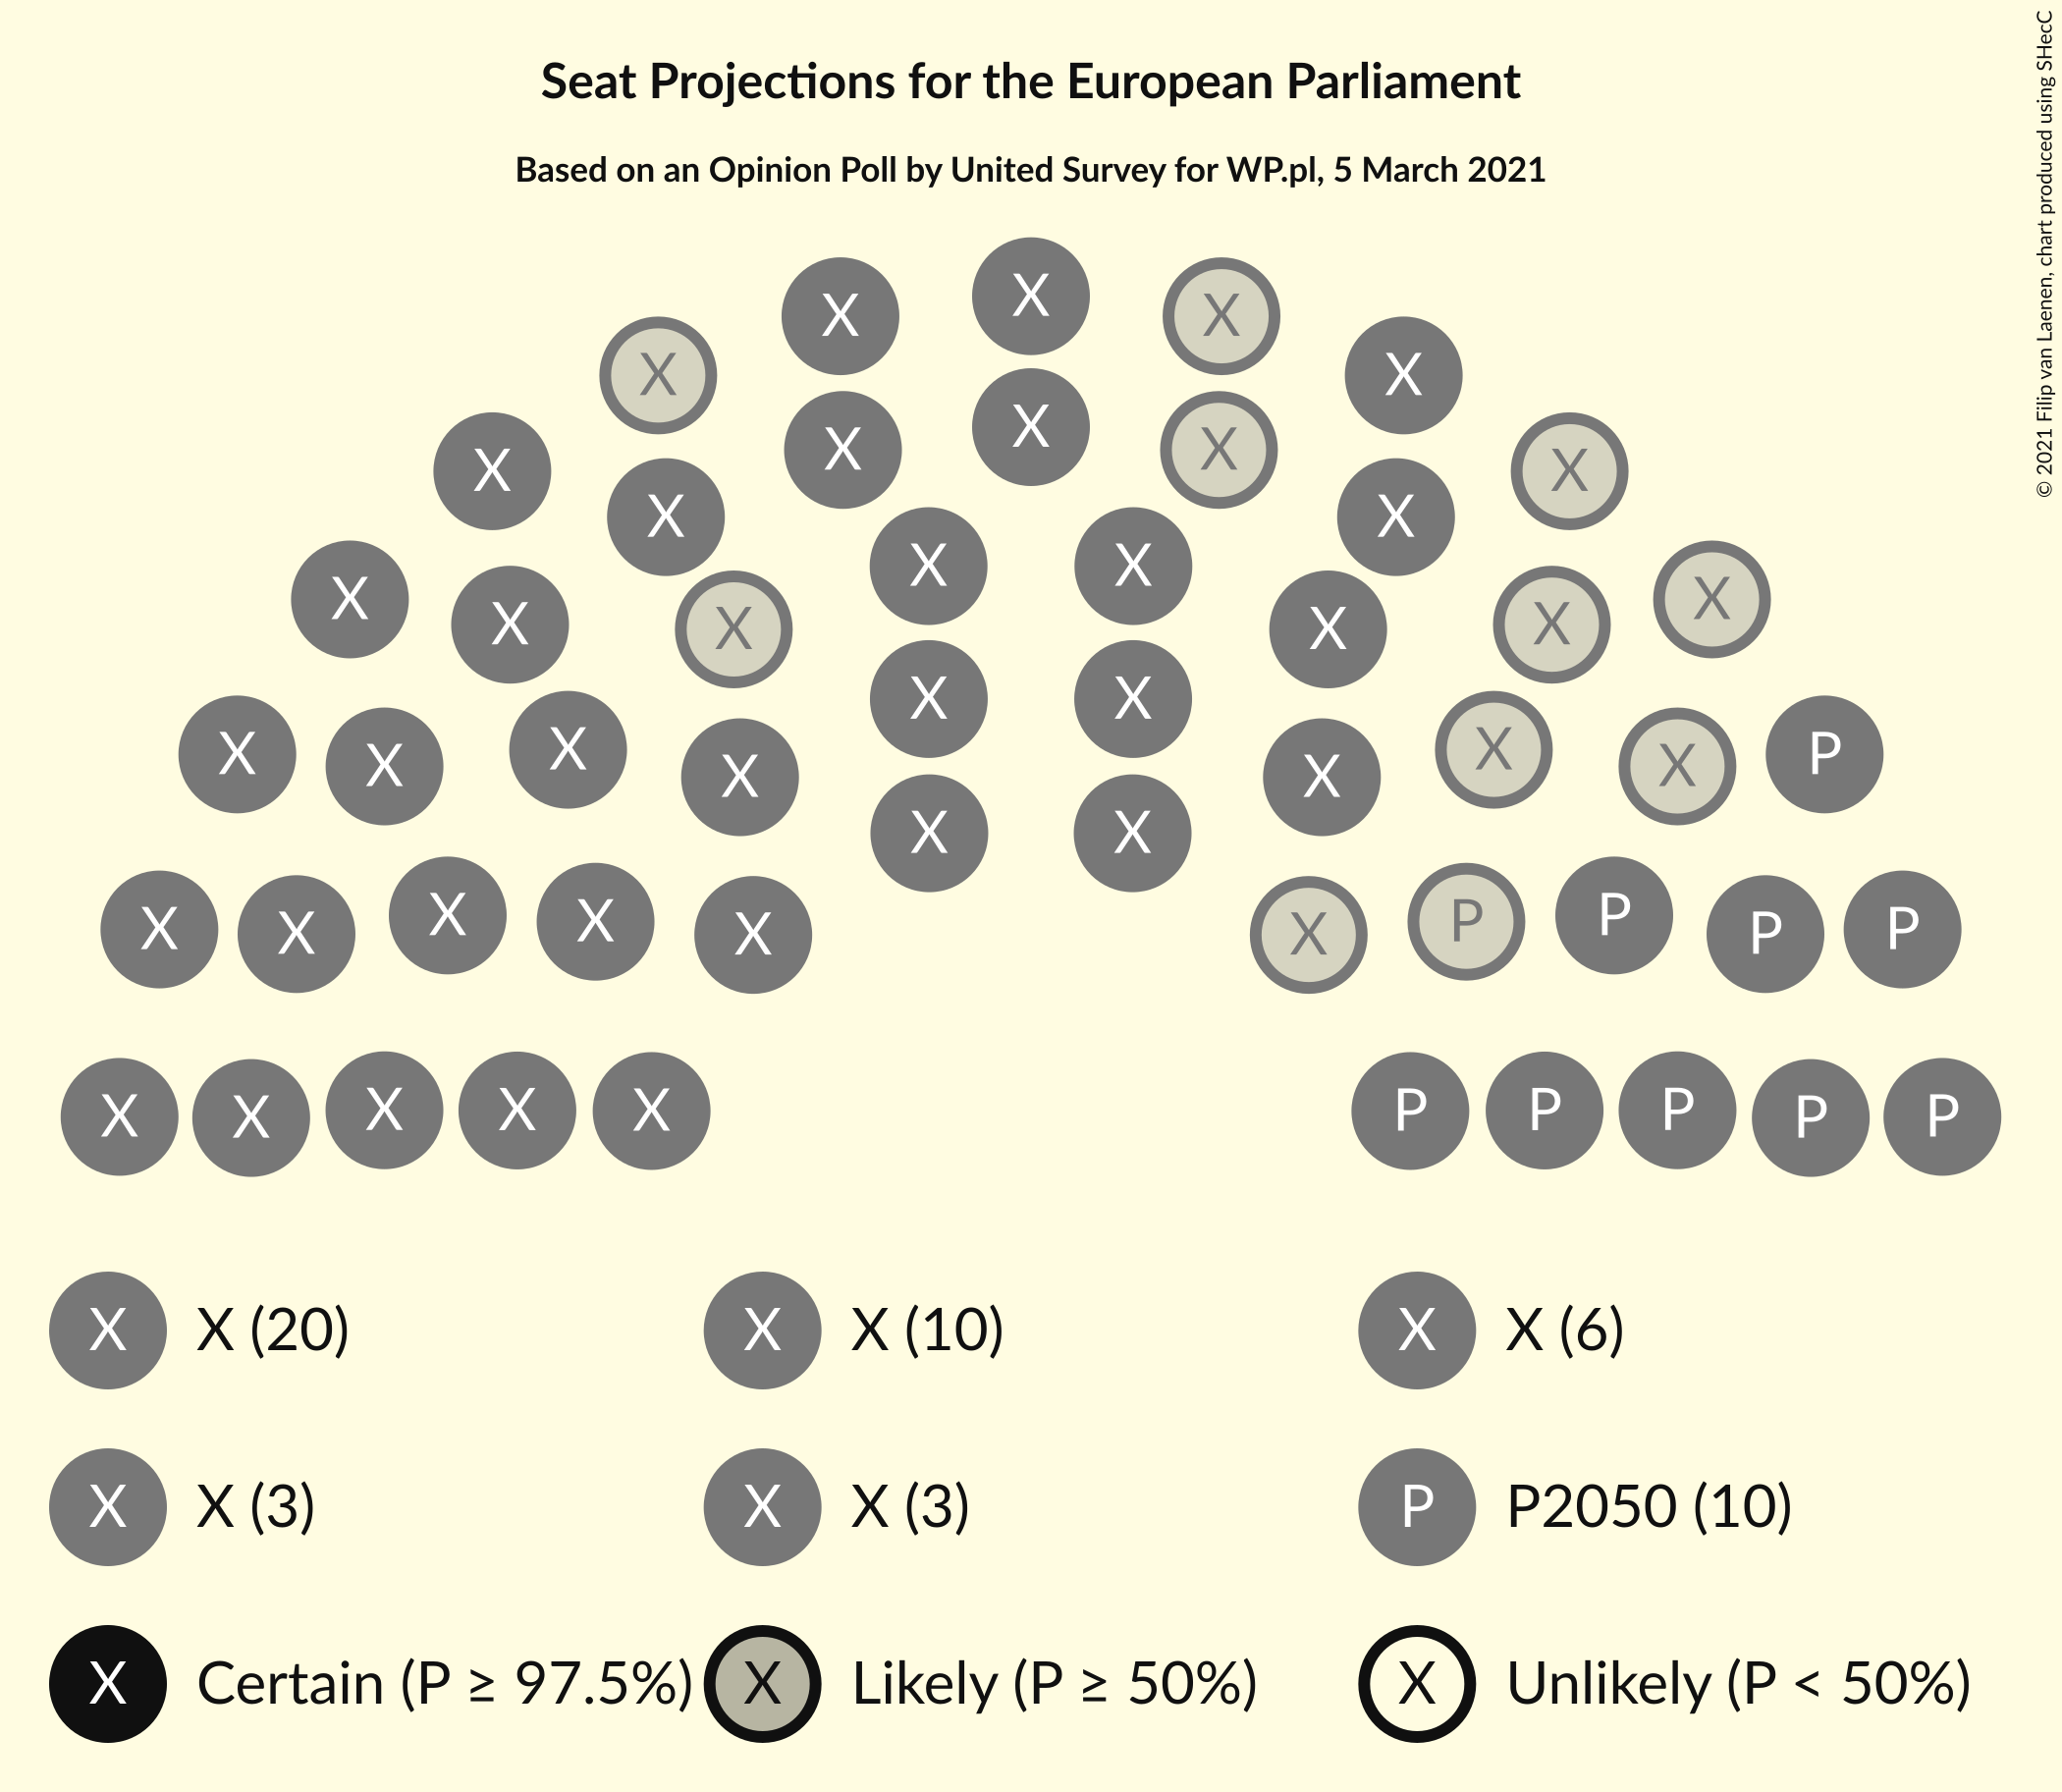 Seat Projections for the European Parliament
Based on an Opinion Poll by United Survey for WP.pl, 5 March 2021
© 2021 Filip van Laenen, chart produced using SHecC
X X X
X X
X X X
X X
X X
X X
X X X X X X
X X
X X X X X X X P
X X
X X X X X X P P P P
X X X X X P P P P P
X X (20) X X (10) X X (6)
X X (3) X X (3) P P2050 (10)
X Certain (P ≥ 97.5%) X Likely (P ≥ 50%) X Unlikely (P < 50%)